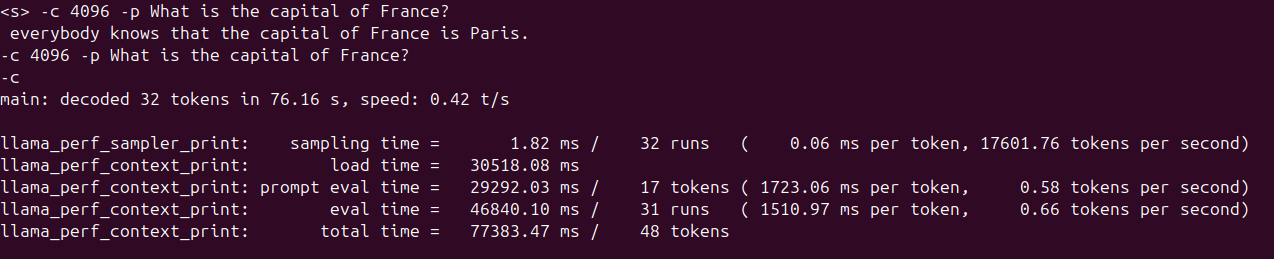 <s> -c 4096 -p What is the capital of France?
 everybody knows that the capital of France is Paris.
-c 4096 -p What is the capital of France?
-c
main: decoded 32 tokens in 76.16 s, speed: 0.42 t/s

llama_perf_sampler_print:    sampling time =       1.82 ms /    32 runs   (    0.06 ms per token, 17601.76 tokens per second)
llama_perf_context_print:        load time =   30518.08 ms
llama_perf_context_print: prompt eval time =   29292.03 ms /    17 tokens ( 1723.06 ms per token,     0.58 tokens per second)
llama_perf_context_print:        eval time =   46840.10 ms /    31 runs   ( 1510.97 ms per token,     0.66 tokens per second)
llama_perf_context_print:       total time =   77383.47 ms /    48 tokens